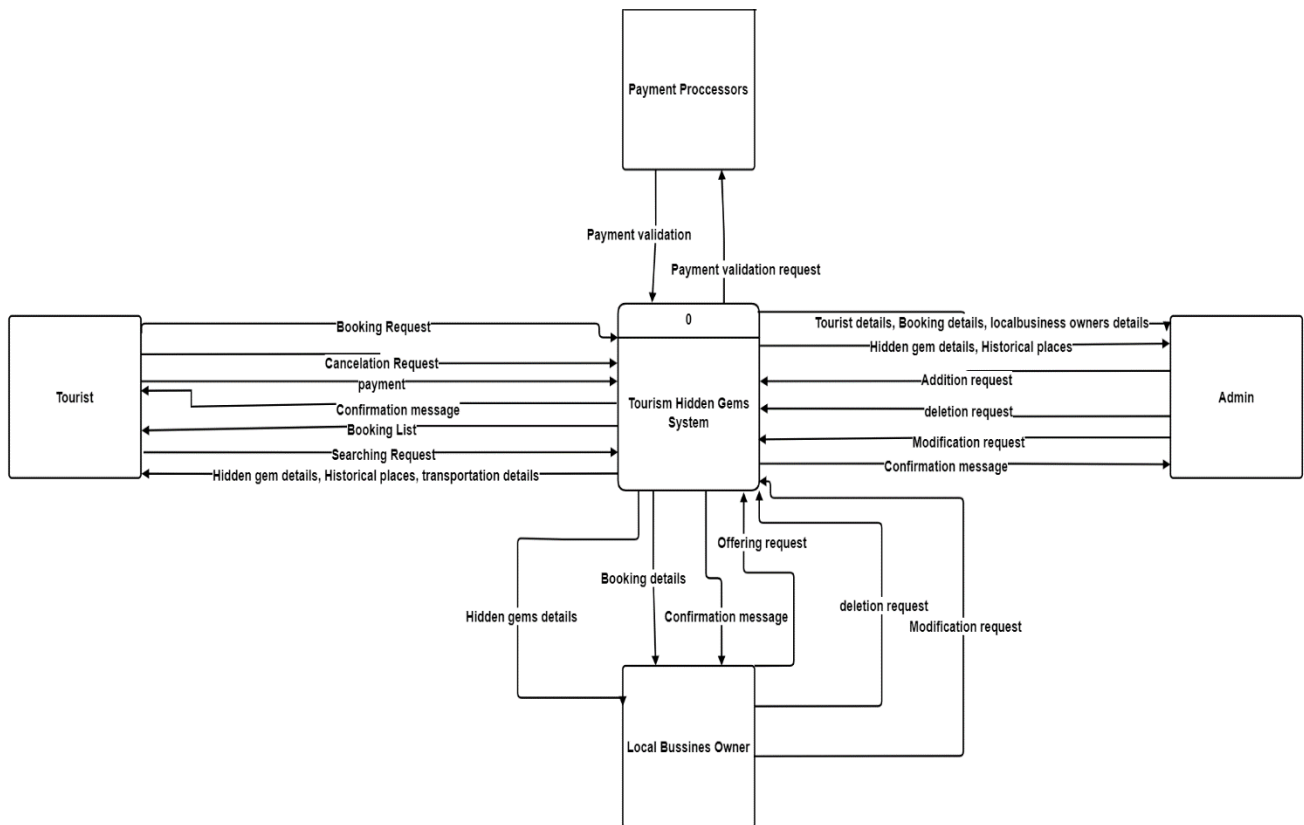 Payment Proccessors
Payment validation
Payment validation request
0
Tourism Hidden Gems
System
Tourist
Booking Request
Cancelation Request
payment
Confirmation message
Booking List
Searching Request
Hidden gem details, Historical places, transportation details
Tourist details, Booking details, localbusiness owners details
Hidden gem details, Historical places
Addition request
deletion request
Modification request
Confirmation message
Admin
Hidden gems details
Booking details
Confirmation message
Offering request
deletion request
Modification request
Local Bussines Owner